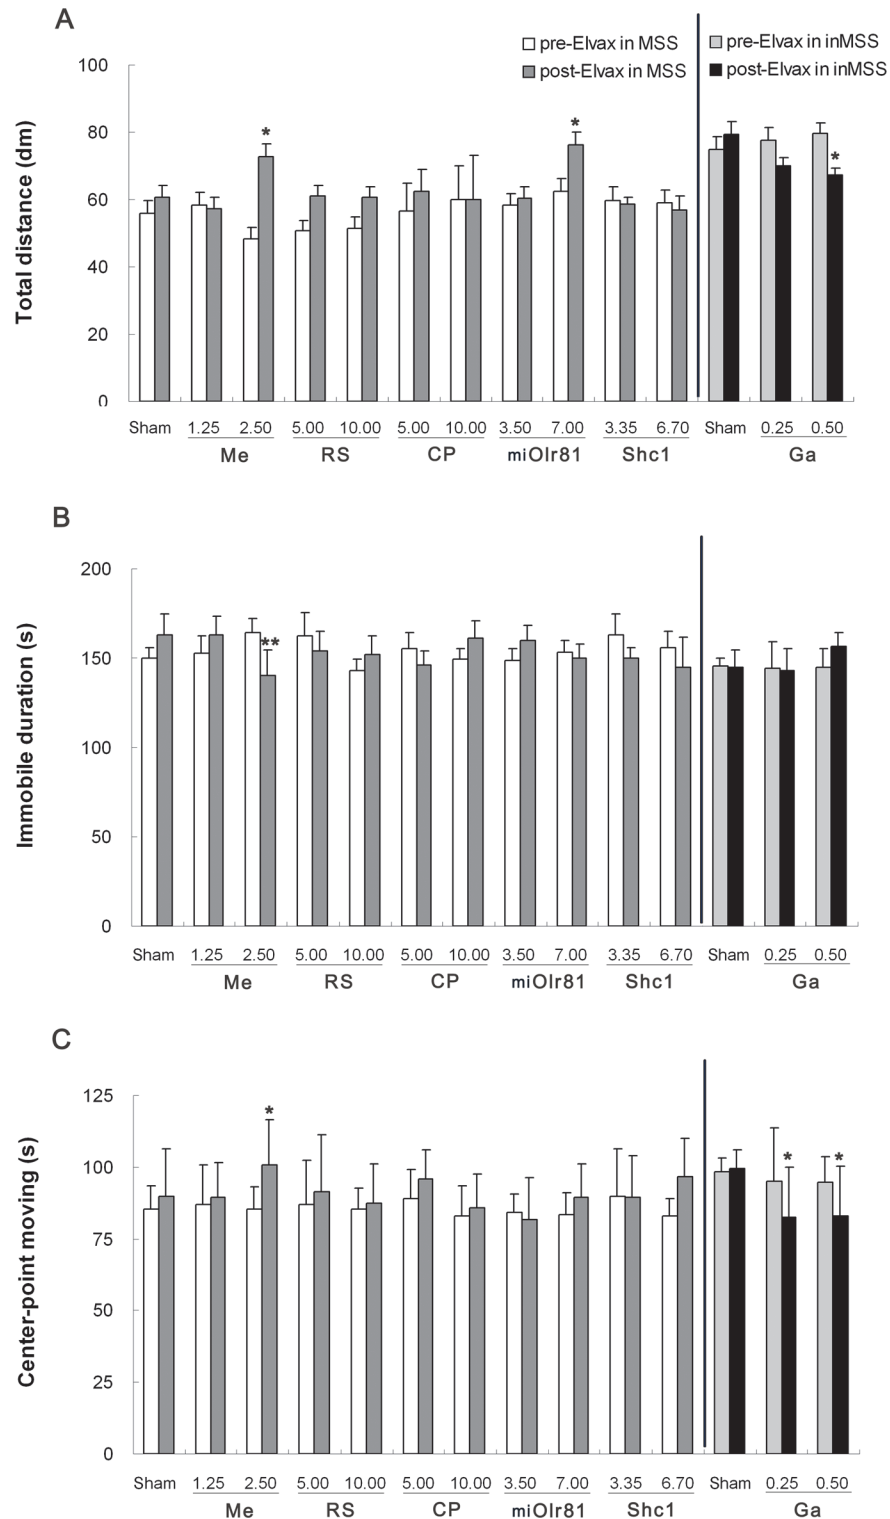 A
pre-Elvax in MSS
post-Elvax in MSS
pre-Elvax in inMSS
post-Elvax in inMSS
Total distance (dm)
100
80
60
40
20
0
*
*
*
Sham 1.25 2.50 5.00 10.00 5.00 10.00 3.50 7.00 3.35 6.70 Sham 0.25 0.50
Me RS CP miOlr81 Shc1 Ga
B
Immobile duration (s)
200
150
100
50
0
**
Sham 1.25 2.50 5.00 10.00 5.00 10.00 3.50 7.00 3.35 6.70 Sham 0.25 0.50
Me RS CP miOlr81 Shc1 Ga
C
Center-point moving (s)
125
100
75
50
25
0
*
*
*
Sham 1.25 2.50 5.00 10.00 5.00 10.00 3.50 7.00 3.35 6.70 Sham 0.25 0.50
Me RS CP miOlr81 Shc1 Ga